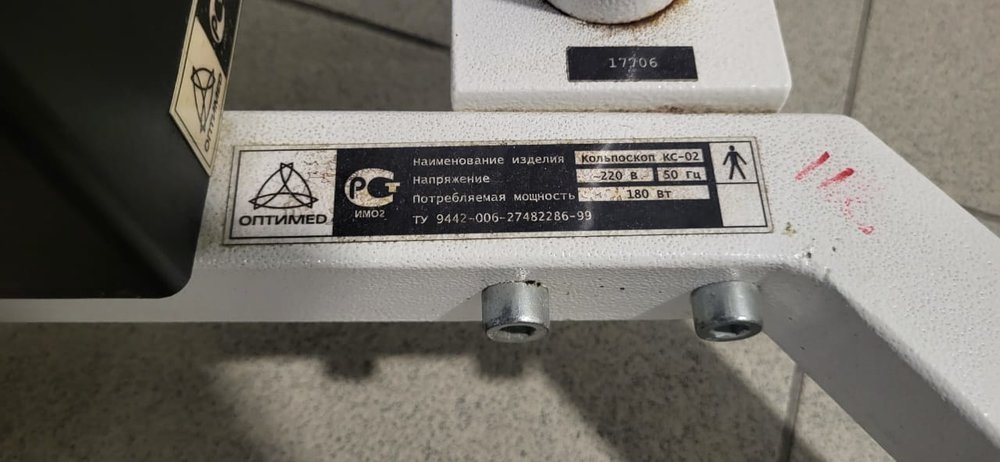 17706
ОПТИМЕД
ОПТИМЕД
РСТ
ИМО2
Наименование изделия Кольпоскоп КС-02
Напряжение ~220 В 50 Гц
Потребляемая мощность 180 Вт
ТУ 9442-006-27482286-99